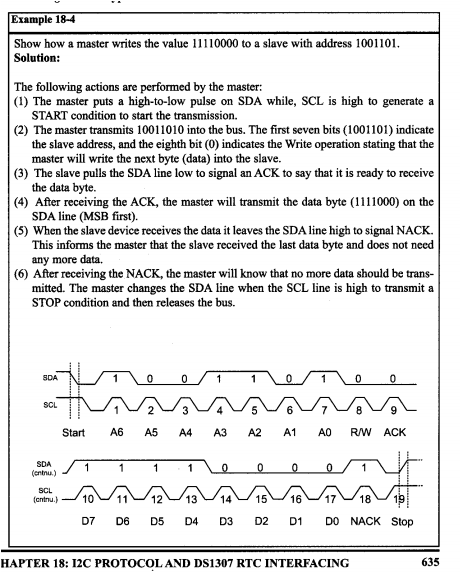 Example 18-4
Show how a master writes the value 11110000 to a slave with address 1001101.
Solution:
The following actions are performed by the master:
(1) The master puts a high-to-low pulse on SDA while, SCL is high to generate a
START condition to start the transmission.
(2) The master transmits 10011010 into the bus. The first seven bits (1001101) indicate
the slave address, and the eighth bit (0) indicates the Write operation stating that the
master will write the next byte (data) into the slave.
(3) The slave pulls the SDA line low to signal an ACK to say that it is ready to receive
the data byte.
(4) After receiving the ACK, the master will transmit the data byte (1111000) on the
SDA line (MSB first).
(5) When the slave device receives the data it leaves the SDA line high to signal NACK.
This informs the master that the slave received the last data byte and does not need
any more data.
(6) After receiving the NACK, the master will know that no more data should be trans-
mitted. The master changes the SDA line when the SCL line is high to transmit a
STOP condition and then releases the bus.
SDA 1 0 0 1 1 0 1 0 0
SCL 1 2 3 4 5 6 7 8 9
Start A6 A5 A4 A3 A2 A1 A0 R/W ACK
SDA (cntnu.) 1 1 1 1 0 0 0 0 1
SCL (cntnu.) 10 11 12 13 14 15 16 17 18 19
D7 D6 D5 D4 D3 D2 D1 D0 NACK Stop
HAPTER 18: I2C PROTOCOL AND DS1307 RTC INTERFACING 635